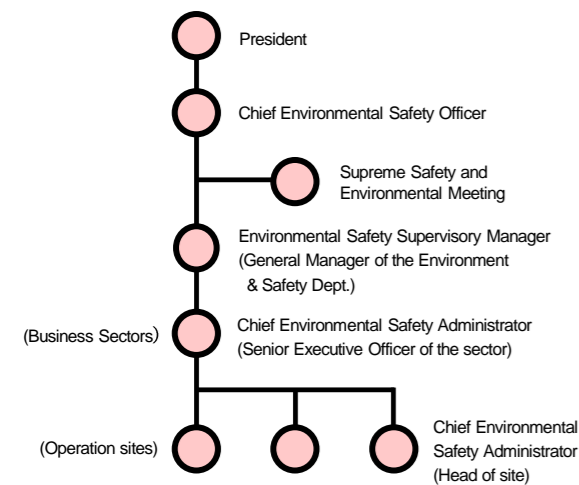 President
Chief Environmental Safety Officer
Supreme Safety and
Environmental Meeting
Environmental Safety Supervisory Manager
(General Manager of the Environment
& Safety Dept.)
(Business Sectors)
Chief Environmental Safety Administrator
(Senior Executive Officer of the sector)
(Operation sites)
Chief Environmental
Safety Administrator
(Head of site)